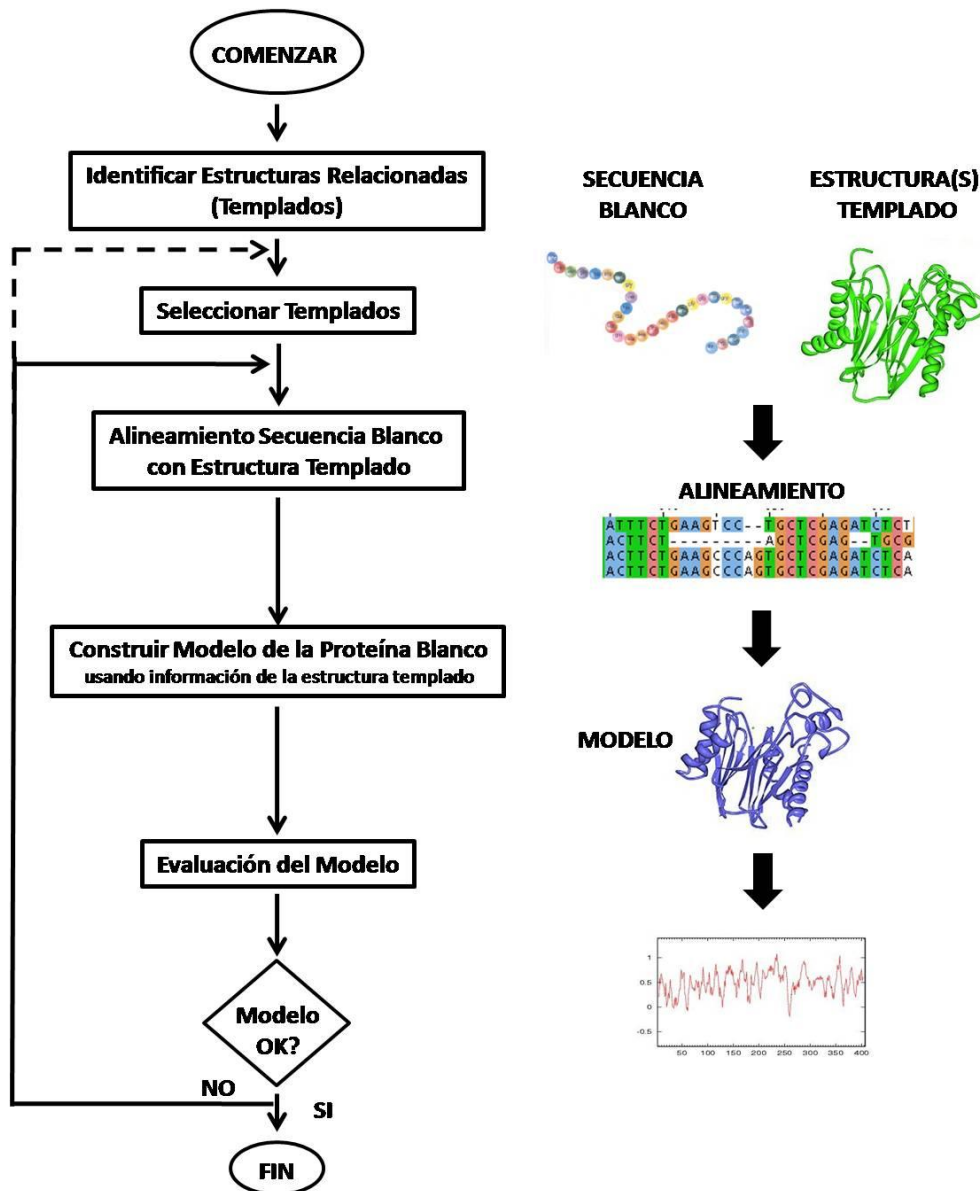 COMENZAR
Identificar Estructuras Relacionadas
(Templados)
Seleccionar Templados
Alineamiento Secuencia Blanco
con Estructura Templado
Construir Modelo de la Proteína Blanco
usando información de la estructura templado
Evaluación del Modelo
Modelo
OK?
NO
SI
FIN
SECUENCIA
BLANCO
ESTRUCTURA(S)
TEMPLADO
ALINEAMIENTO
ATTTCTGAAGTCC--TGCTCGAGATCTCT
ACTTCT---------AGCTCGAG--TGCG
ACTTCTGAAGCCCAGTGCTCGAGATCTCA
ACTTCTGAAGCCCAGTGCTCGAGATCTCA
MODELO
1
0.5
0
-0.5
50 100 150 200 250 300 350 400